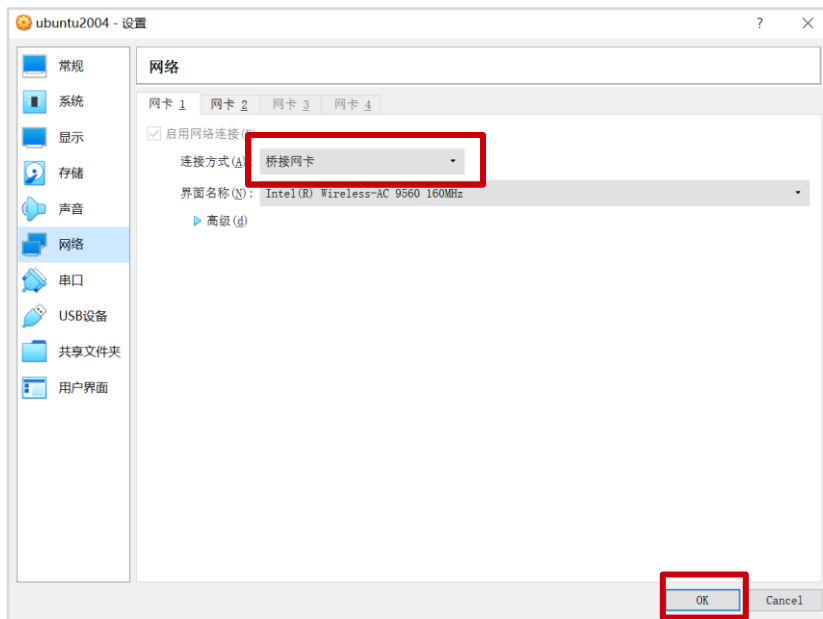 ubuntu2004 - 设置
?
常规
系统
显示
存储
声音
网络
串口
USB设备
共享文件夹
用户界面
网络
网卡 1 网卡 2 网卡 3 网卡 4
启用网络连接
连接方式(A): 桥接网卡
界面名称(N): Intel(R) Wireless-AC 9560 160MHz
高级(d)
OK Cancel